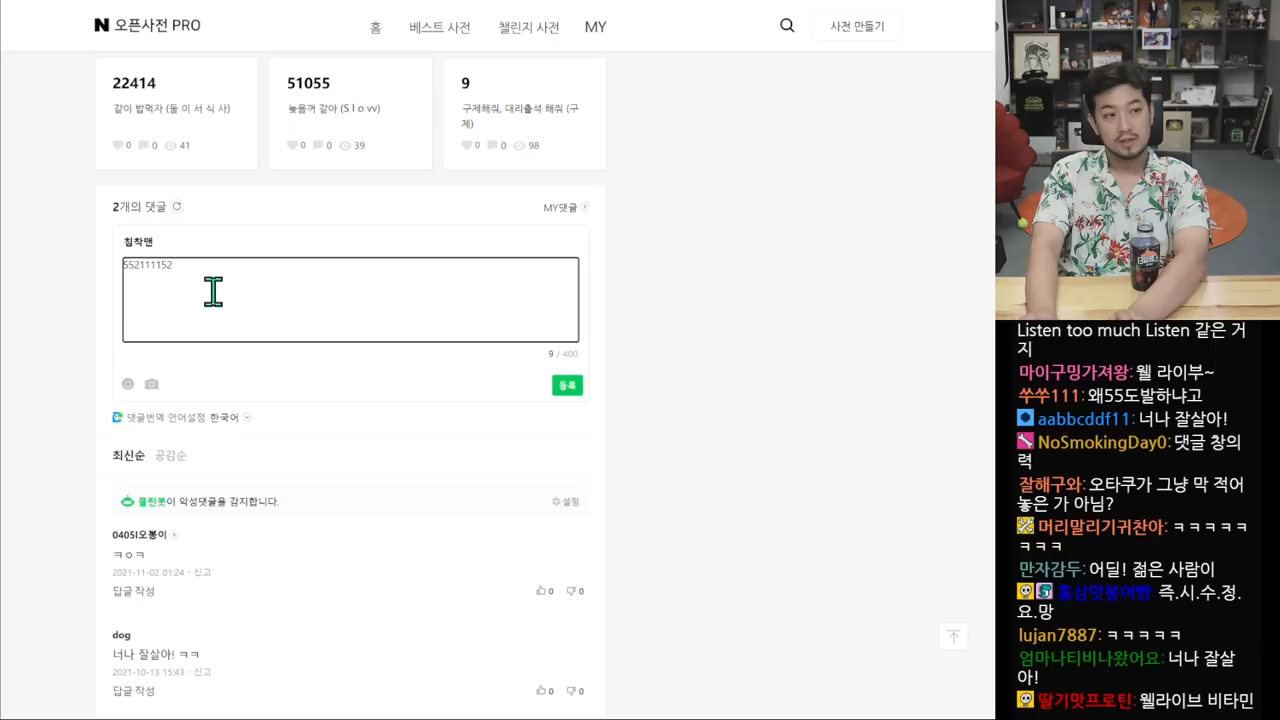 N 오픈사전 PRO
홈 베스트 사전 챌린지 사전 MY
사전 만들기
22414
같이 밥먹자 (둘 이 서 식 사)
0 0 41
51055
늦을꺼 같아 (S l o vv)
0 0 39
9
구제해줘, 대리출석 해줘 (구
제)
0 0 98
2개의 댓글
MY댓글
침착맨
552111152
9 / 400
등록
댓글번역 언어설정 한국어
최신순 공감순
클린봇이 악성댓글을 감지합니다.
설정
0405l오봉이
ㅋㅇㅋ
2021-11-02 01:24 · 신고
답글 작성
0 0
dog
너나 잘살아! ㅋㅋ
2021-10-13 15:43 · 신고
답글 작성
0 0
Listen too much Listen 같은 거
지
마이구밍가져왕: 웰 라이부~
쑤쑤111: 왜55도발하냐고
aabbcddf11: 너나 잘살아!
NoSmokingDay0: 댓글 창의
력
잘해구와: 오타쿠가 그냥 막 적어
놓은 가 아님?
머리말리기귀찬아: ㅋㅋㅋㅋㅋ
ㅋㅋㅋ
만자감두: 어딜! 젊은 사람이
홍삼맛붕어빵: 즉.시.수.정.
요.망
lujan7887: ㅋㅋㅋㅋㅋ
엄마나티비나왔어요: 너나 잘살
아!
딸기맛프로틴: 웰라이브 비타민